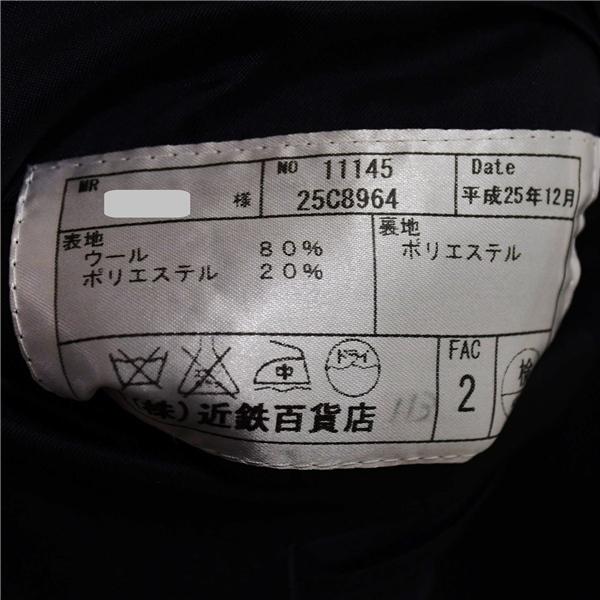 MR 様 NO 11145 Date
25C8964 平成25年12月
表地 裏地
ウール 80% ポリエステル
ポリエステル 20%
中 ドライ FAC 検
2
(株)近鉄百貨店 113